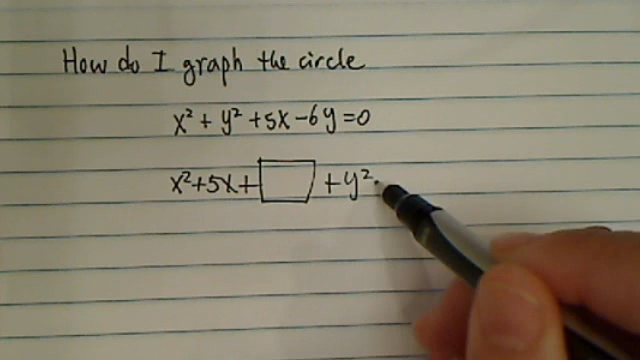 How do I graph the circle
x² + y² + 5x - 6y = 0
x² + 5x + □ + y²